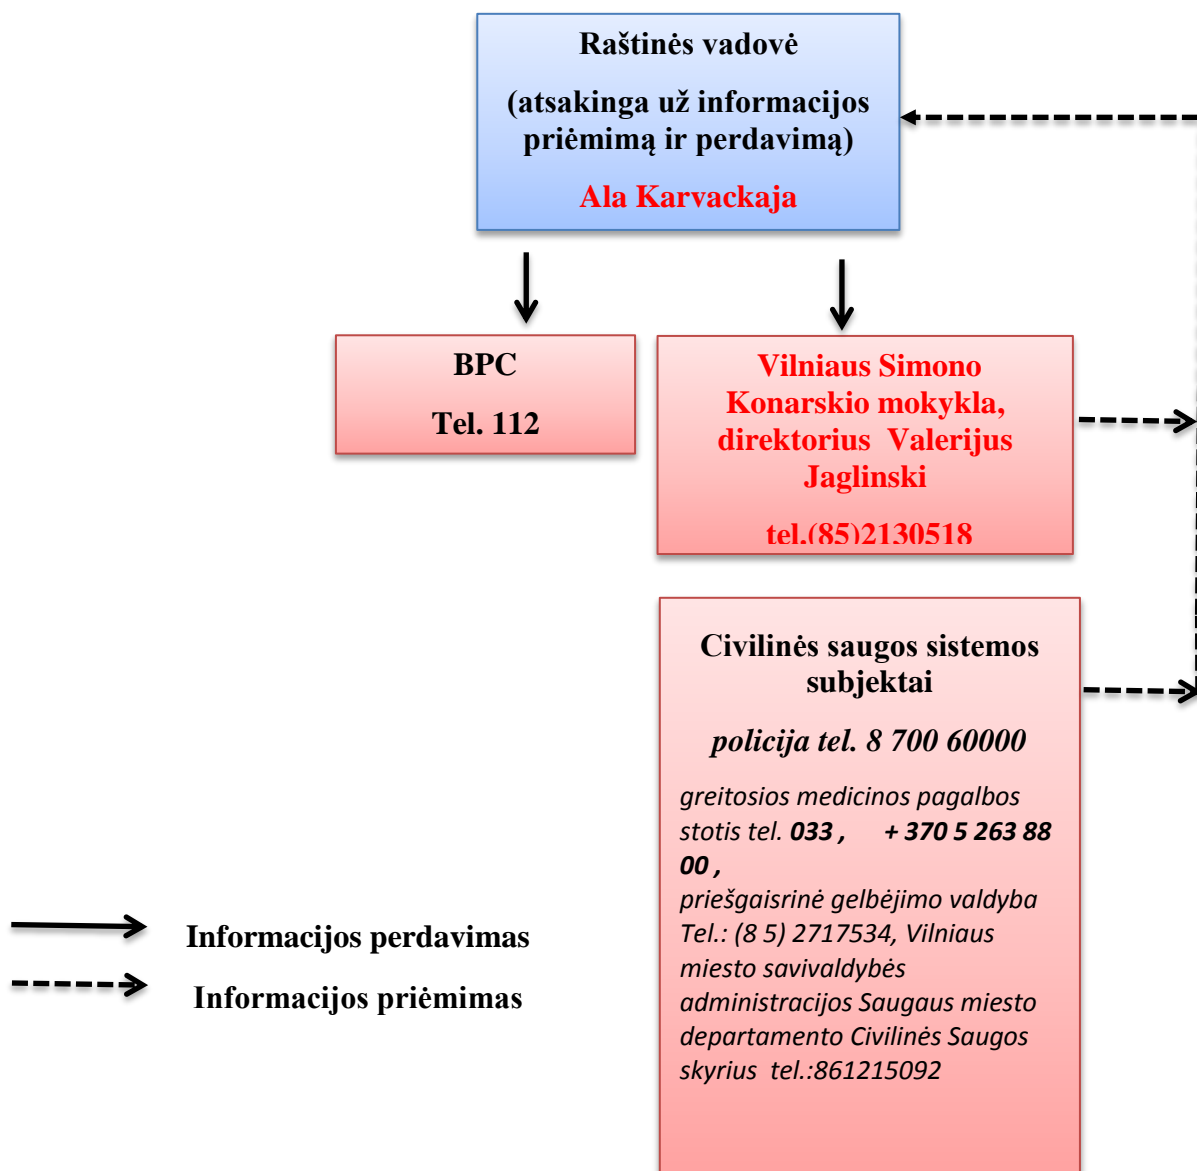 Raštinės vadovė
(atsakinga už informacijos
priėmimą ir perdavimą)
Ala Karvackaja
BPC
Tel. 112
Vilniaus Simono
Konarskio mokykla,
direktorius Valerijus
Jaglinski
tel.(85)2130518
Civilinės saugos sistemos
subjektai
policija tel. 8 700 60000
greitosios medicinos pagalbos
stotis tel. 033 , + 370 5 263 88
00 ,
priešgaisrinė gelbėjimo valdyba
Tel.: (8 5) 2717534, Vilniaus
miesto savivaldybės
administracijos Saugaus miesto
departamento Civilinės Saugos
skyrius tel.:861215092
Informacijos perdavimas
Informacijos priėmimas